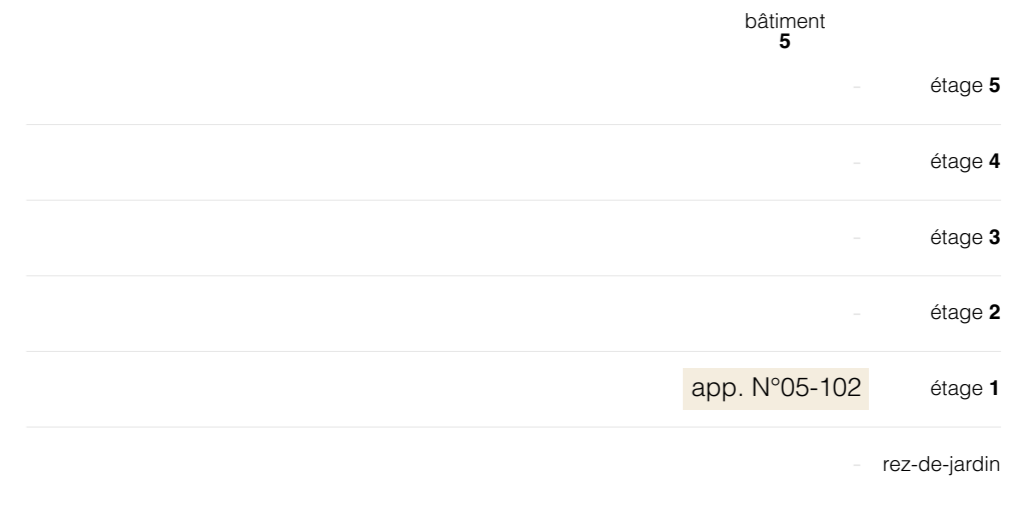 bâtiment
5
- étage 5
- étage 4
- étage 3
- étage 2
app. N°05-102 étage 1
- rez-de-jardin